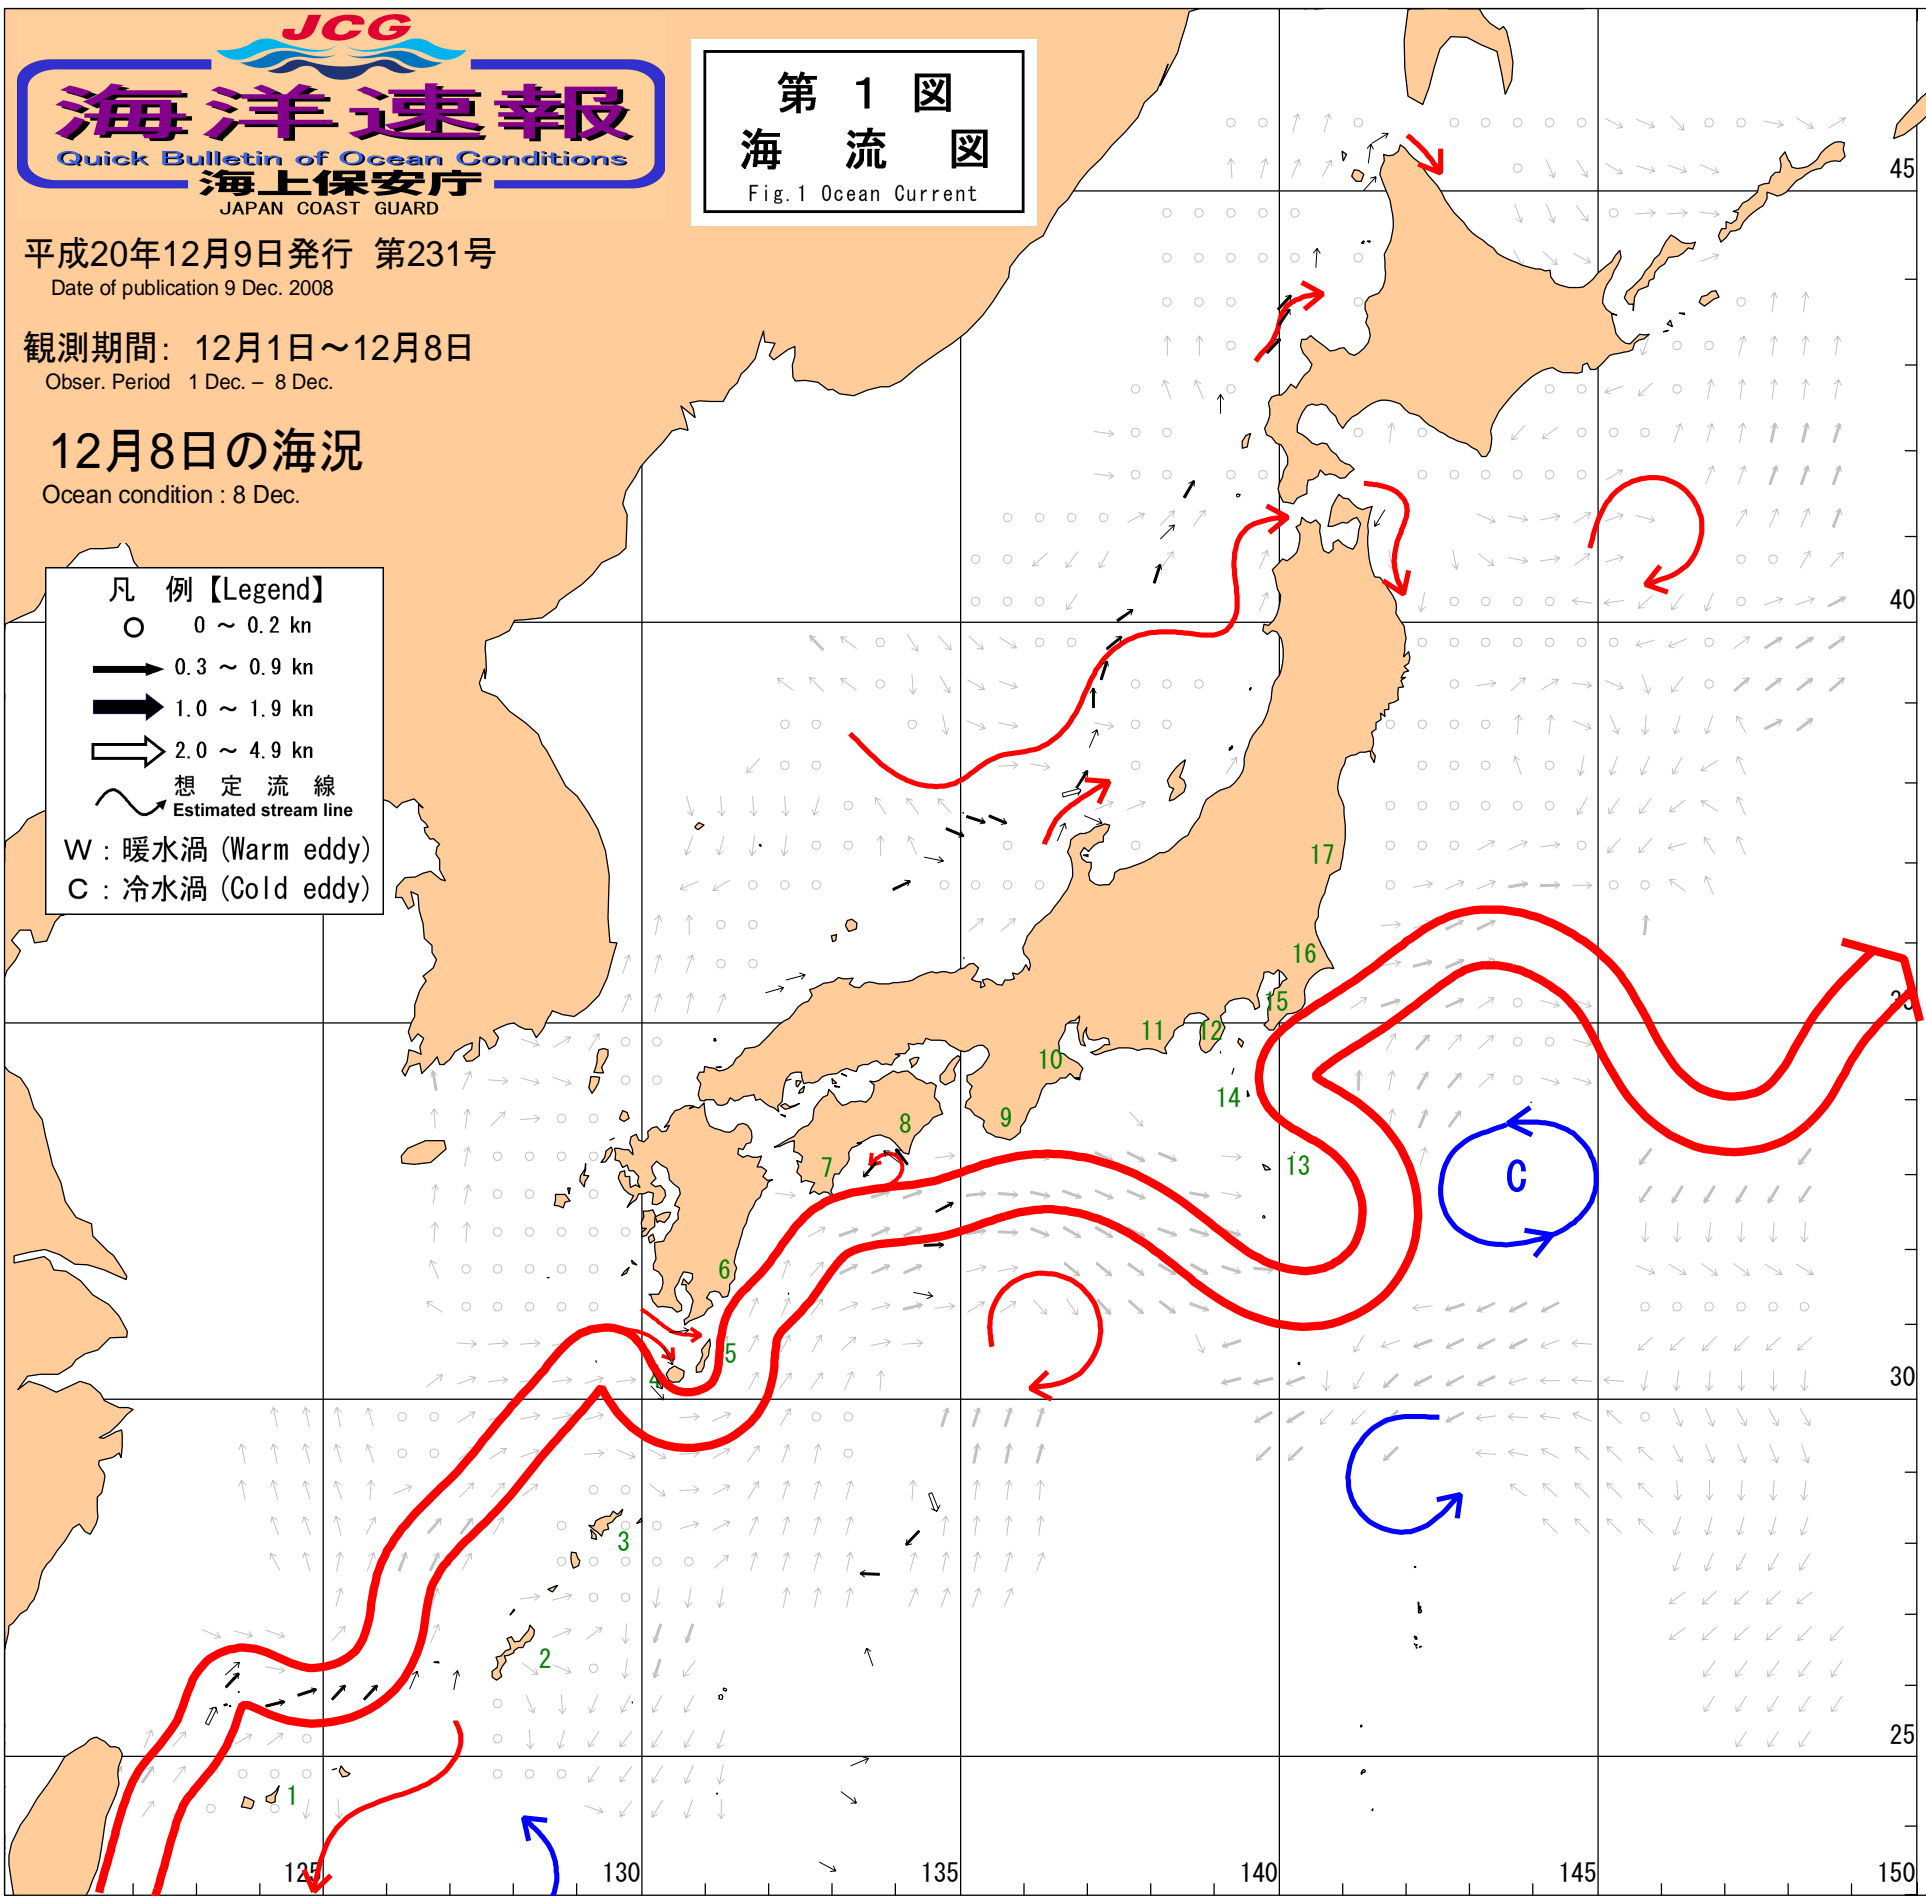 JCG
海洋速報
Quick Bulletin of Ocean Conditions
海上保安庁
JAPAN COAST GUARD
第 1 図
海 流 図
Fig.1 Ocean Current
平成20年12月9日発行 第231号
Date of publication 9 Dec. 2008
観測期間: 12月1日～12月8日
Obser. Period 1 Dec. – 8 Dec.
12月8日の海況
Ocean condition : 8 Dec.
凡 例【Legend】
0 ～ 0.2 kn
0.3 ～ 0.9 kn
1.0 ～ 1.9 kn
2.0 ～ 4.9 kn
想 定 流 線
Estimated stream line
W : 暖水渦 (Warm eddy)
C : 冷水渦 (Cold eddy)
45
40
35
30
25
125
130
135
140
145
150
17
16
15
12
11
10
14
9
8
13
7
C
6
5
4
3
2
1